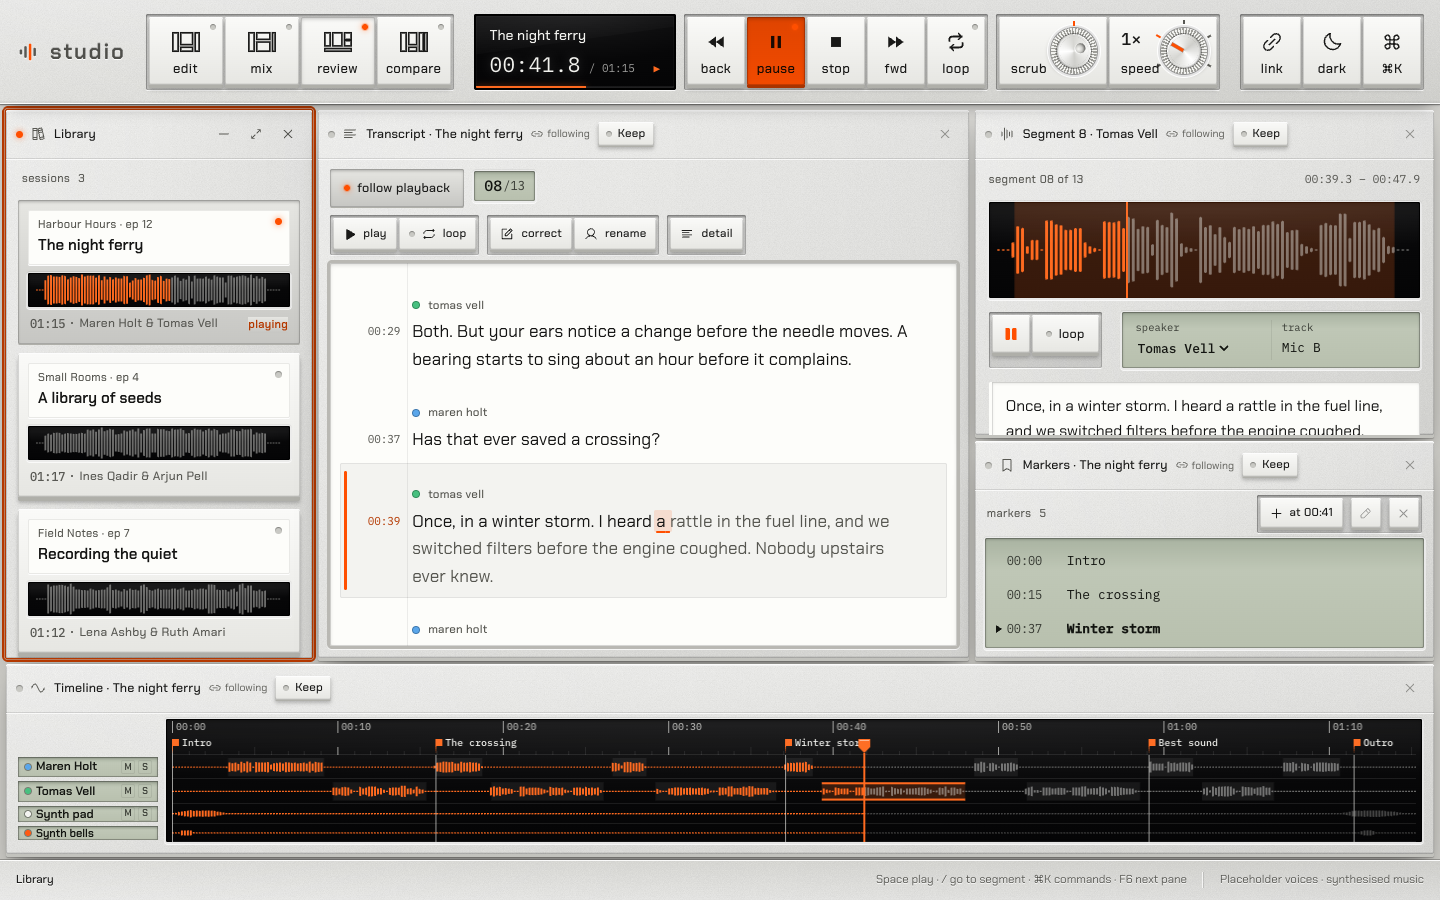 studio
edit
mix
review
compare
The night ferry
00:41.8 / 01:15
back
pause
stop
fwd
loop
scrub
1×
speed
link
dark
⌘
⌘K
Library
sessions 3
Harbour Hours · ep 12
The night ferry
01:15 · Maren Holt & Tomas Vell
playing
Small Rooms · ep 4
A library of seeds
01:17 · Ines Qadir & Arjun Pell
Field Notes · ep 7
Recording the quiet
01:12 · Lena Ashby & Ruth Amari
Transcript · The night ferry
following
Keep
follow playback
08/13
play
loop
correct
rename
detail
tomas vell
00:29
Both. But your ears notice a change before the needle moves. A
bearing starts to sing about an hour before it complains.
maren holt
00:37
Has that ever saved a crossing?
tomas vell
00:39
Once, in a winter storm. I heard a rattle in the fuel line, and we
switched filters before the engine coughed. Nobody upstairs
ever knew.
maren holt
Segment 8 · Tomas Vell
following
Keep
segment 08 of 13
00:39.3 – 00:47.9
loop
speaker
Tomas Vell
track
Mic B
Once, in a winter storm. I heard a rattle in the fuel line,
and we switched filters before the engine coughed.
Markers · The night ferry
following
Keep
markers 5
at 00:41
00:00 Intro
00:15 The crossing
00:37 Winter storm
Timeline · The night ferry
following
Keep
00:00 00:10 00:20 00:30 00:40 00:50 01:00 01:10
Intro The crossing Winter stor Best sound Outro
Maren Holt M S
Tomas Vell M S
Synth pad M S
Synth bells
Library
Space play · / go to segment · ⌘K commands · F6 next pane
Placeholder voices · synthesised music